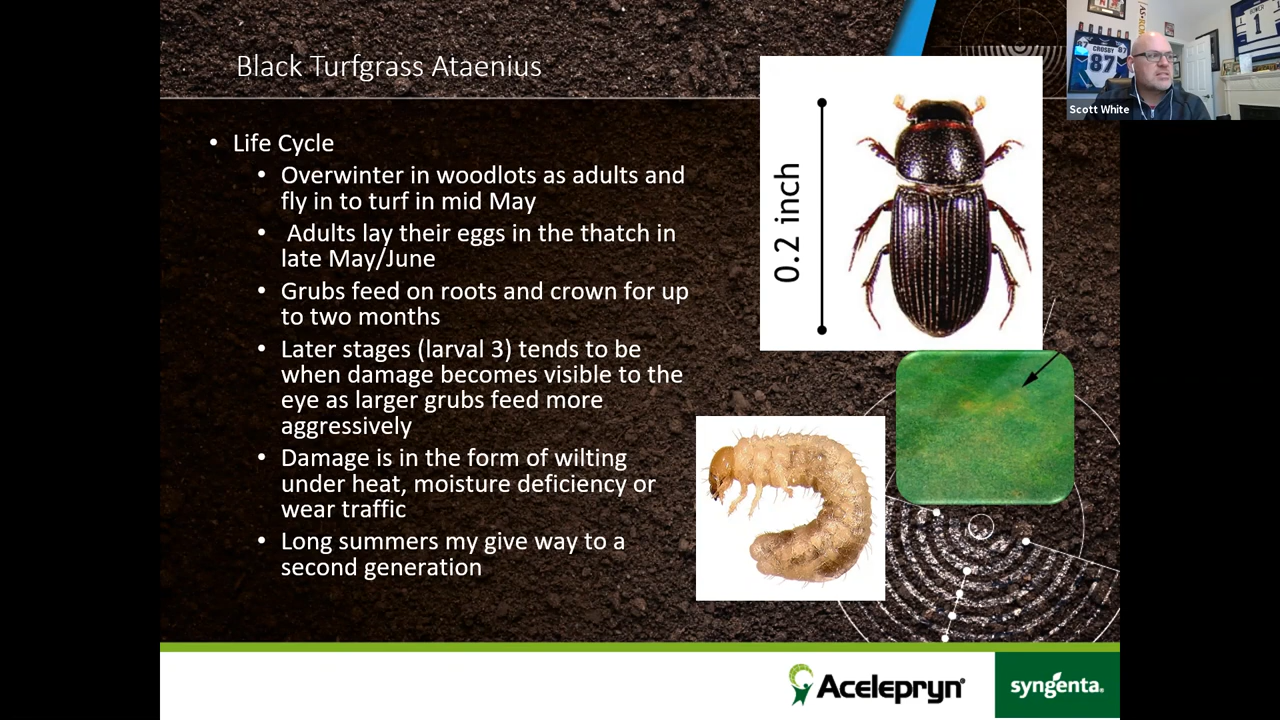 Black Turfgrass Ataenius
• Life Cycle
• Overwinter in woodlots as adults and
fly in to turf in mid May
• Adults lay their eggs in the thatch in
late May/June
• Grubs feed on roots and crown for up
to two months
• Later stages (larval 3) tends to be
when damage becomes visible to the
eye as larger grubs feed more
aggressively
• Damage is in the form of wilting
under heat, moisture deficiency or
wear traffic
• Long summers my give way to a
second generation
0.2 inch
CROSBY
87
1
Scott White
Acelepryn®
syngenta®